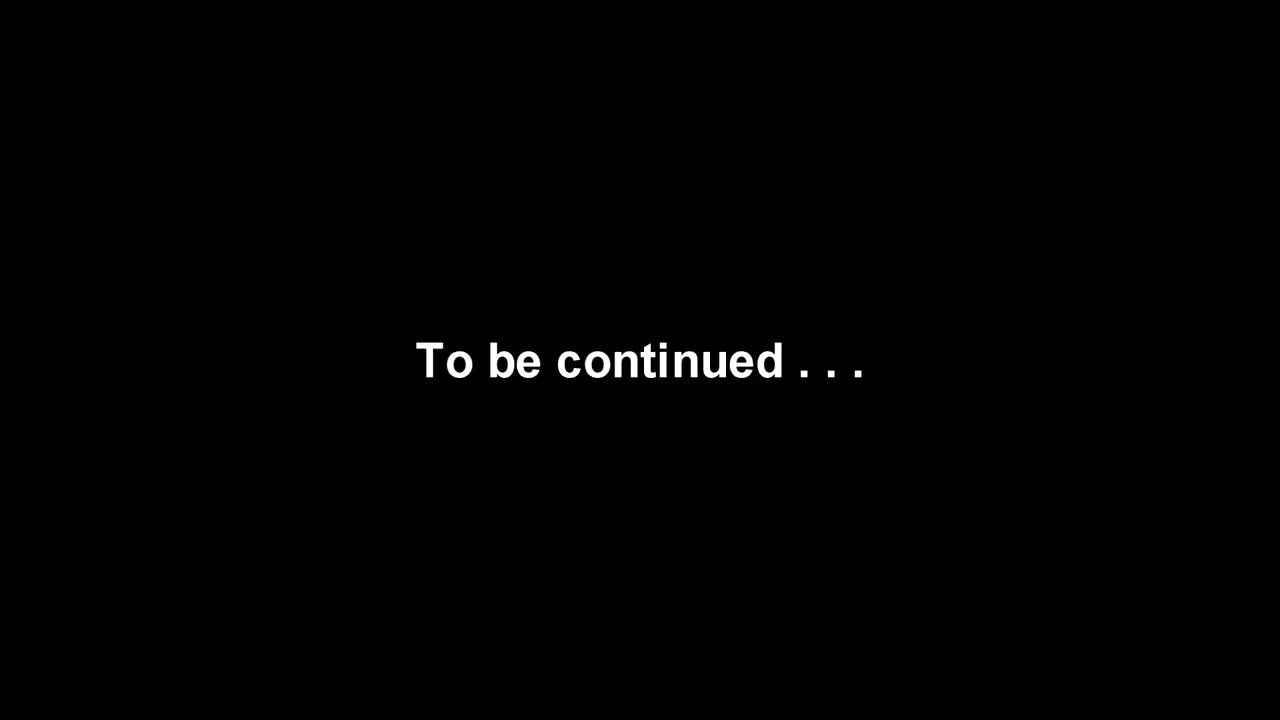 To be continued . . .